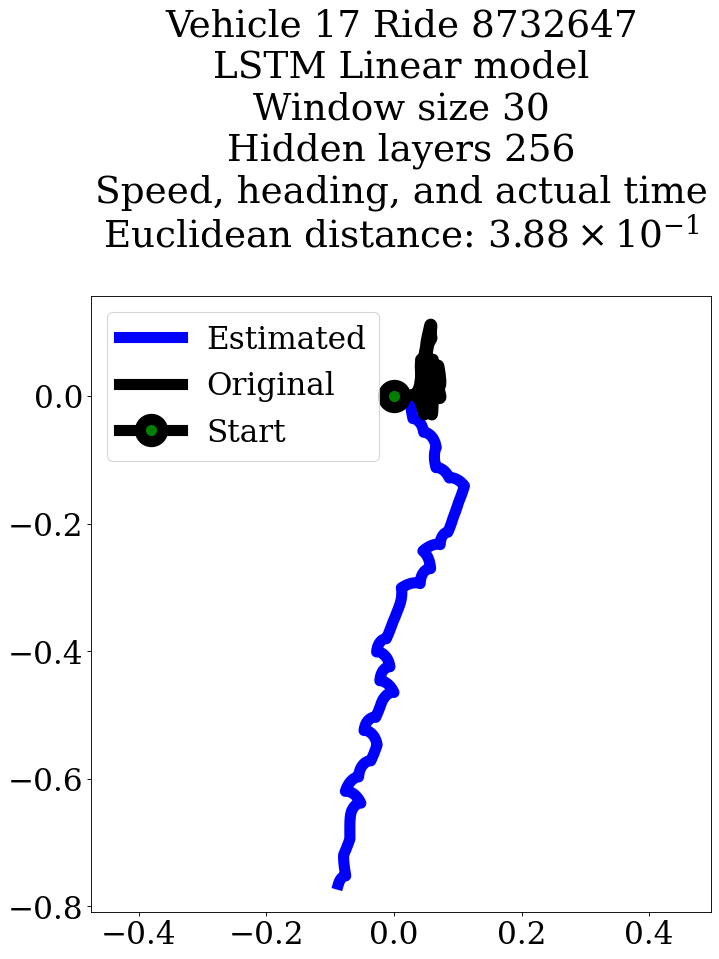 Vehicle 17 Ride 8732647
LSTM Linear model
Window size 30
Hidden layers 256
Speed, heading, and actual time
Euclidean distance: 3.88 × 10⁻¹
Estimated
Original
Start
0.0
−0.2
−0.4
−0.6
−0.8
−0.4
−0.2
0.0
0.2
0.4